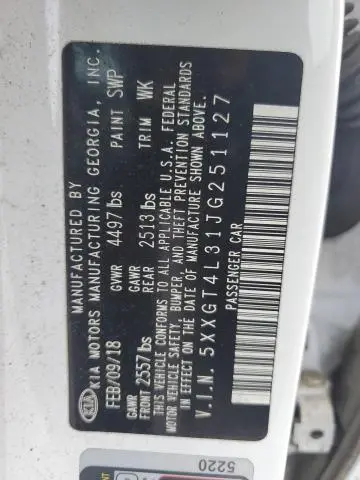 MANUFACTURED BY
KIA KIA MOTORS MANUFACTURING GEORGIA, INC.
FEB/09/18 GVWR 4497lbs PAINT SWP
GAWR FRONT 2557lbs GAWR REAR 2513lbs TRIM WK
THIS VEHICLE CONFORMS TO ALL APPLICABLE U.S.A. FEDERAL
MOTOR VEHICLE SAFETY, BUMPER, AND THEFT PREVENTION STANDARDS
IN EFFECT ON THE DATE OF MANUFACTURE SHOWN ABOVE.
V.I.N. 5XXGT4L31JG251127
PASSENGER CAR
5220